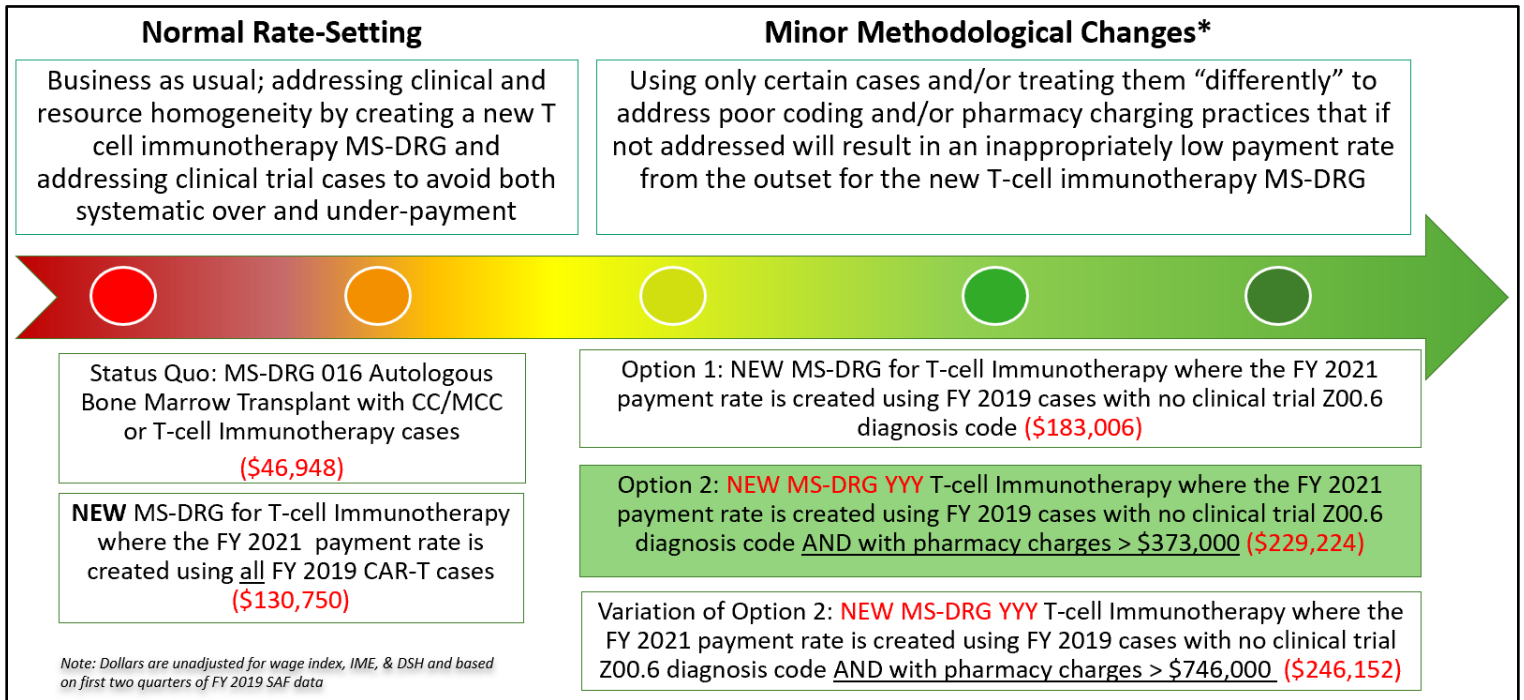 Normal Rate-Setting
Business as usual; addressing clinical and
resource homogeneity by creating a new T
cell immunotherapy MS-DRG and
addressing clinical trial cases to avoid both
systematic over and under-payment
Minor Methodological Changes*
Using only certain cases and/or treating them “differently” to
address poor coding and/or pharmacy charging practices that if
not addressed will result in an inappropriately low payment rate
from the outset for the new T-cell immunotherapy MS-DRG
Status Quo: MS-DRG 016 Autologous
Bone Marrow Transplant with CC/MCC
or T-cell Immunotherapy cases
($46,948)
NEW MS-DRG for T-cell Immunotherapy
where the FY 2021 payment rate is
created using all FY 2019 CAR-T cases
($130,750)
Note: Dollars are unadjusted for wage index, IME, & DSH and based
on first two quarters of FY 2019 SAF data
Option 1: NEW MS-DRG for T-cell Immunotherapy where the FY 2021
payment rate is created using FY 2019 cases with no clinical trial Z00.6
diagnosis code ($183,006)
Option 2: NEW MS-DRG YYY T-cell Immunotherapy where the FY 2021
payment rate is created using FY 2019 cases with no clinical trial Z00.6
diagnosis code AND with pharmacy charges > $373,000 ($229,224)
Variation of Option 2: NEW MS-DRG YYY T-cell Immunotherapy where the
FY 2021 payment rate is created using FY 2019 cases with no clinical trial
Z00.6 diagnosis code AND with pharmacy charges > $746,000 ($246,152)